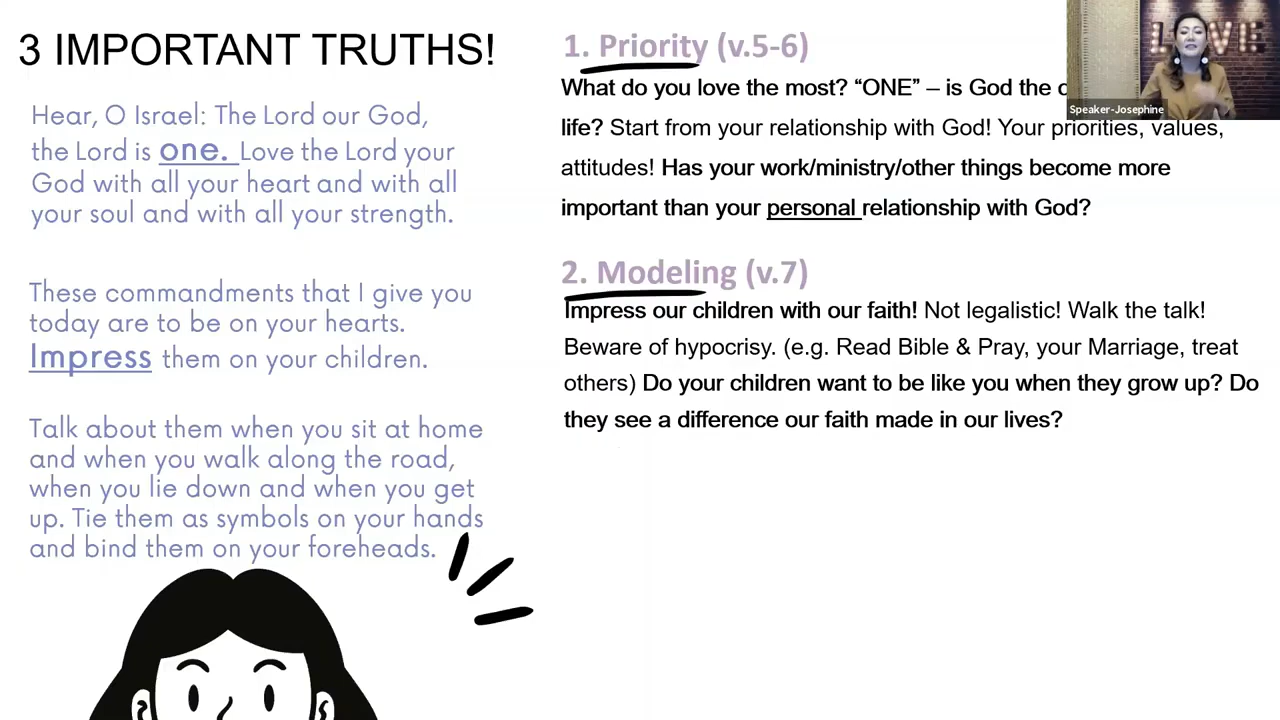 3 IMPORTANT TRUTHS!
Hear, O Israel: The Lord our God,
the Lord is one. Love the Lord your
God with all your heart and with all
your soul and with all your strength.
These commandments that I give you
today are to be on your hearts.
Impress them on your children.
Talk about them when you sit at home
and when you walk along the road,
when you lie down and when you get
up. Tie them as symbols on your hands
and bind them on your foreheads.
1. Priority (v.5-6)
What do you love the most? “ONE” – is God the
life? Start from your relationship with God! Your priorities, values,
attitudes! Has your work/ministry/other things become more
important than your personal relationship with God?
2. Modeling (v.7)
Impress our children with our faith! Not legalistic! Walk the talk!
Beware of hypocrisy. (e.g. Read Bible & Pray, your Marriage, treat
others) Do your children want to be like you when they grow up? Do
they see a difference our faith made in our lives?
LOVE
Speaker-Josephine